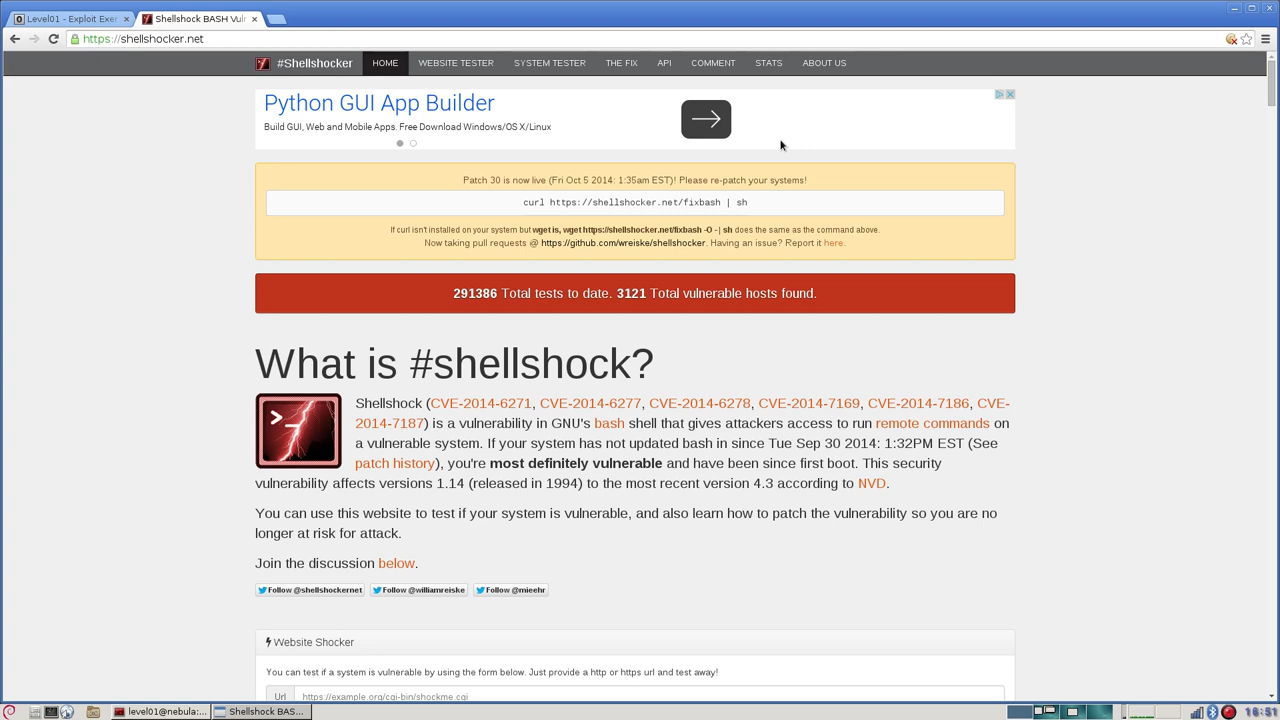 Level01 - Exploit Exer
Shellshock BASH Vuln
https://shellshocker.net
#Shellshocker HOME WEBSITE TESTER SYSTEM TESTER THE FIX API COMMENT STATS ABOUT US
Python GUI App Builder
Build GUI, Web and Mobile Apps. Free Download Windows/OS X/Linux
Patch 30 is now live (Fri Oct 5 2014: 1:35am EST)! Please re-patch your systems!
curl https://shellshocker.net/fixbash | sh
If curl isn't installed on your system but wget is, wget https://shellshocker.net/fixbash -O - | sh does the same as the command above.
Now taking pull requests @ https://github.com/wreiske/shellshocker. Having an issue? Report it here.
291386 Total tests to date. 3121 Total vulnerable hosts found.
What is #shellshock?
Shellshock (CVE-2014-6271, CVE-2014-6277, CVE-2014-6278, CVE-2014-7169, CVE-2014-7186, CVE-
2014-7187) is a vulnerability in GNU's bash shell that gives attackers access to run remote commands on
a vulnerable system. If your system has not updated bash in since Tue Sep 30 2014: 1:32PM EST (See
patch history), you're most definitely vulnerable and have been since first boot. This security
vulnerability affects versions 1.14 (released in 1994) to the most recent version 4.3 according to NVD.
You can use this website to test if your system is vulnerable, and also learn how to patch the vulnerability so you are no
longer at risk for attack.
Join the discussion below.
Follow @shellshockernet Follow @williamreiske Follow @mieehr
Website Shocker
You can test if a system is vulnerable by using the form below. Just provide a http or https url and test away!
Url https://example.org/cgi-bin/shockme.cgi
level01@nebula:... Shellshock BAS... 16:51